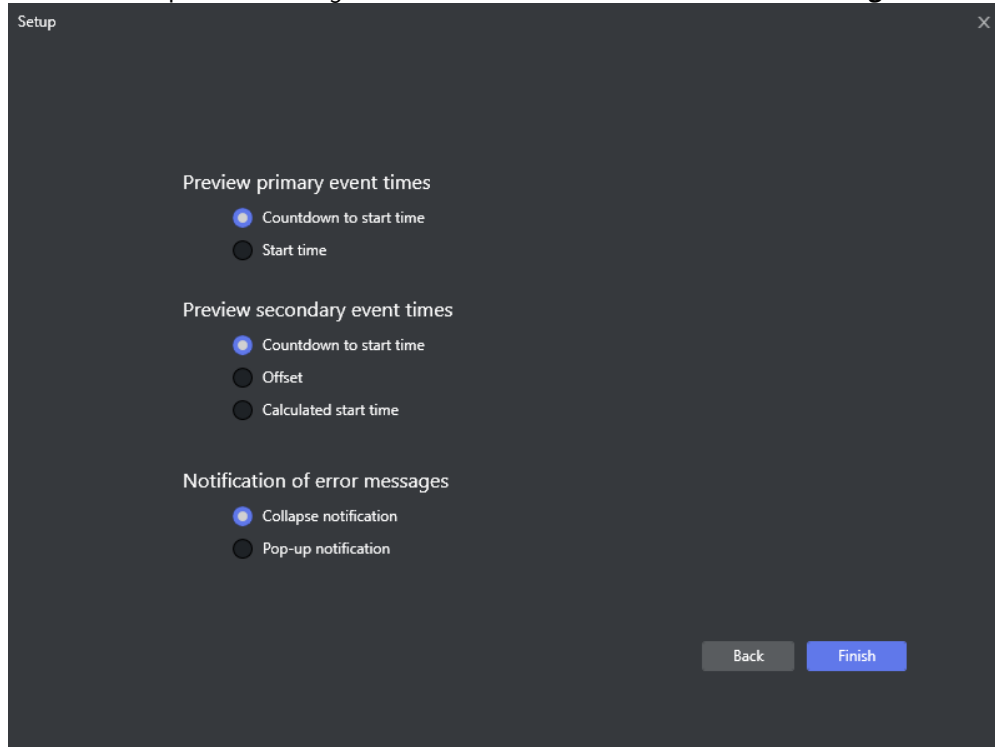 Setup
X
Preview primary event times
Countdown to start time
Start time
Preview secondary event times
Countdown to start time
Offset
Calculated start time
Notification of error messages
Collapse notification
Pop-up notification
Back Finish